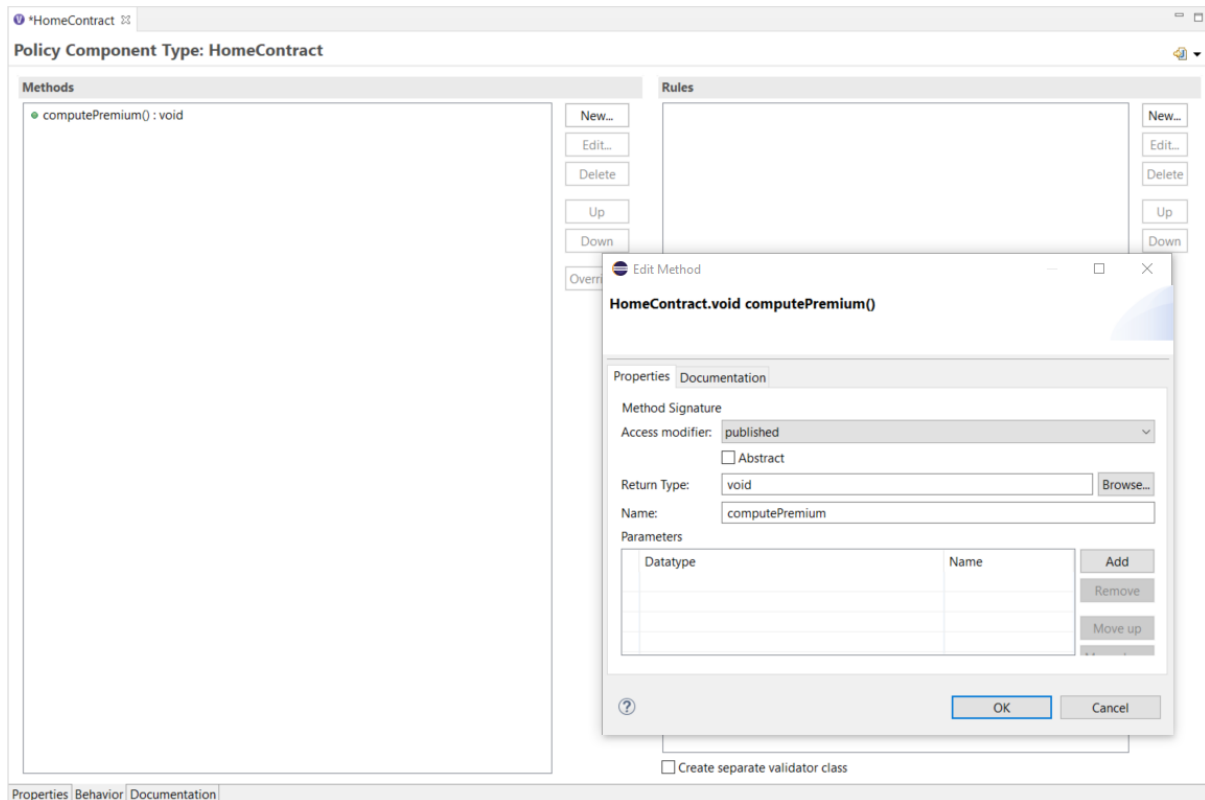 *HomeContract
Policy Component Type: HomeContract
Methods
computePremium() : void
New...
Edit...
Delete
Up
Down
Rules
New...
Edit...
Delete
Up
Down
Edit Method
HomeContract.void computePremium()
Properties Documentation
Method Signature
Access modifier: published
Abstract
Return Type: void Browse...
Name: computePremium
Parameters
Datatype Name
Add
Remove
Move up
OK Cancel
Create separate validator class
Properties Behavior Documentation